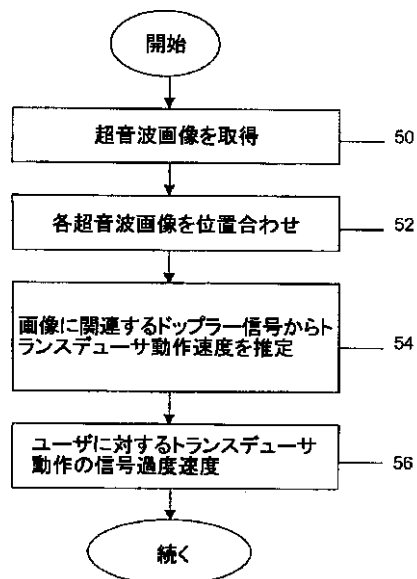 開始
超音波画像を取得
50
各超音波画像を位置合わせ
52
画像に関連するドップラー信号からト
ランスデューサ動作速度を推定
54
ユーザに対するトランスデューサ
動作の信号過度速度
56
続く